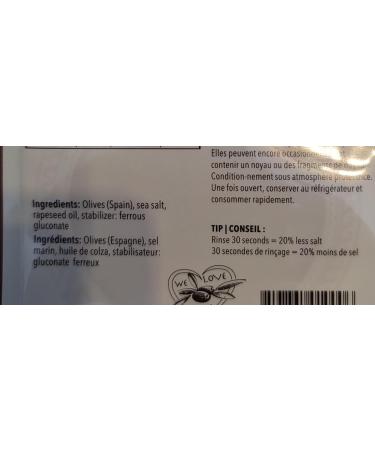 Elles peuvent encore occasionnellement
contenir un noyau ou des fragments de noyau.
Condition-nement sous atmosphère protectrice.
Une fois ouvert, conserver au réfrigérateur et
consommer rapidement.
Ingredients: Olives (Spain), sea salt,
rapeseed oil, stabilizer: ferrous
gluconate
Ingrédients: Olives (Espagne), sel
marin, huile de colza, stabilisateur:
gluconate ferreux
TIP | CONSEIL :
Rinse 30 seconds = 20% less salt
30 secondes de rinçage = 20% moins de sel
WE LOVE